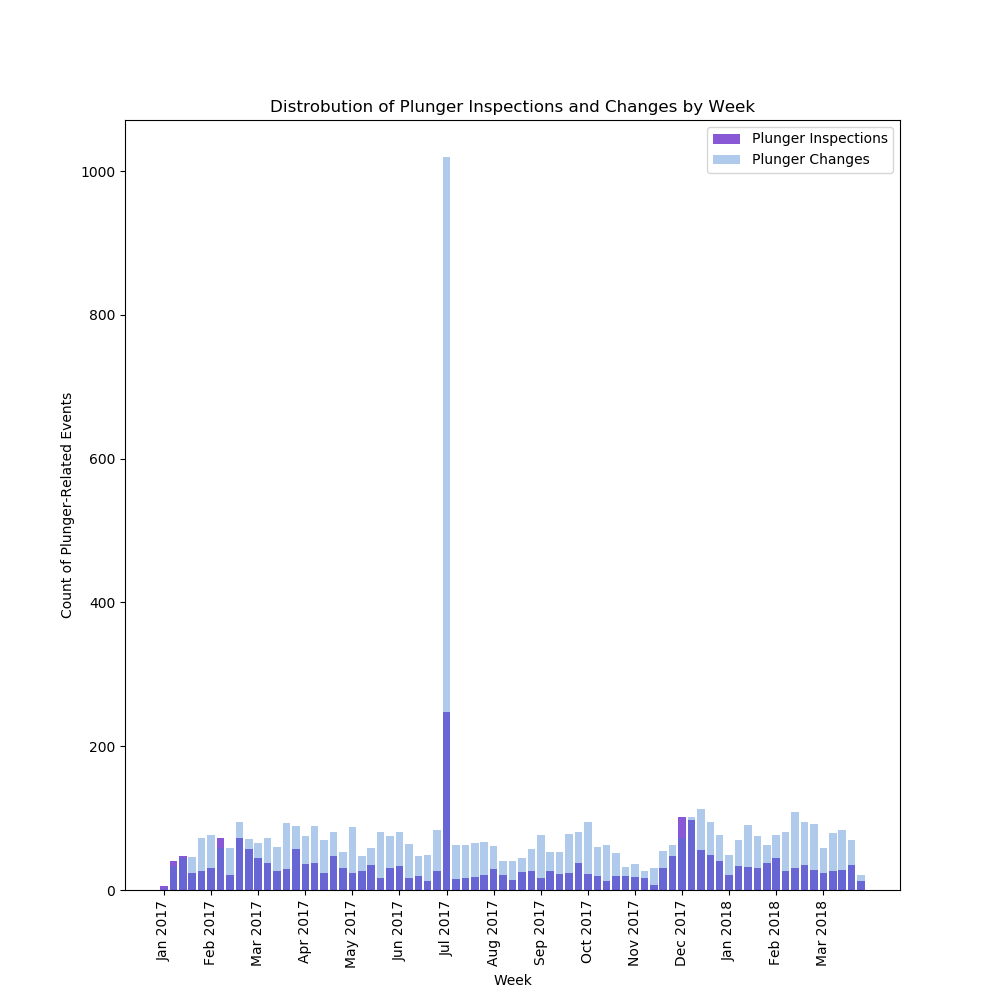 Distrobution of Plunger Inspections and Changes by Week
Plunger Inspections
Plunger Changes
Count of Plunger-Related Events
1000
800
600
400
200
0
Jan 2017
Feb 2017
Mar 2017
Apr 2017
May 2017
Jun 2017
Jul 2017
Aug 2017
Sep 2017
Oct 2017
Nov 2017
Dec 2017
Jan 2018
Feb 2018
Mar 2018
Week